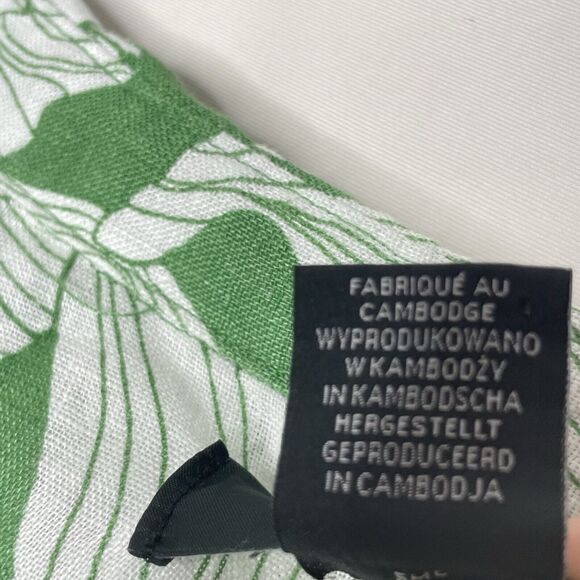 FABRIQUÉ AU
CAMBODGE
WYPRODUKOWANO
W KAMBODŻY
IN KAMBODSCHA
HERGESTELLT
GEPRODUCEERD
IN CAMBODJA